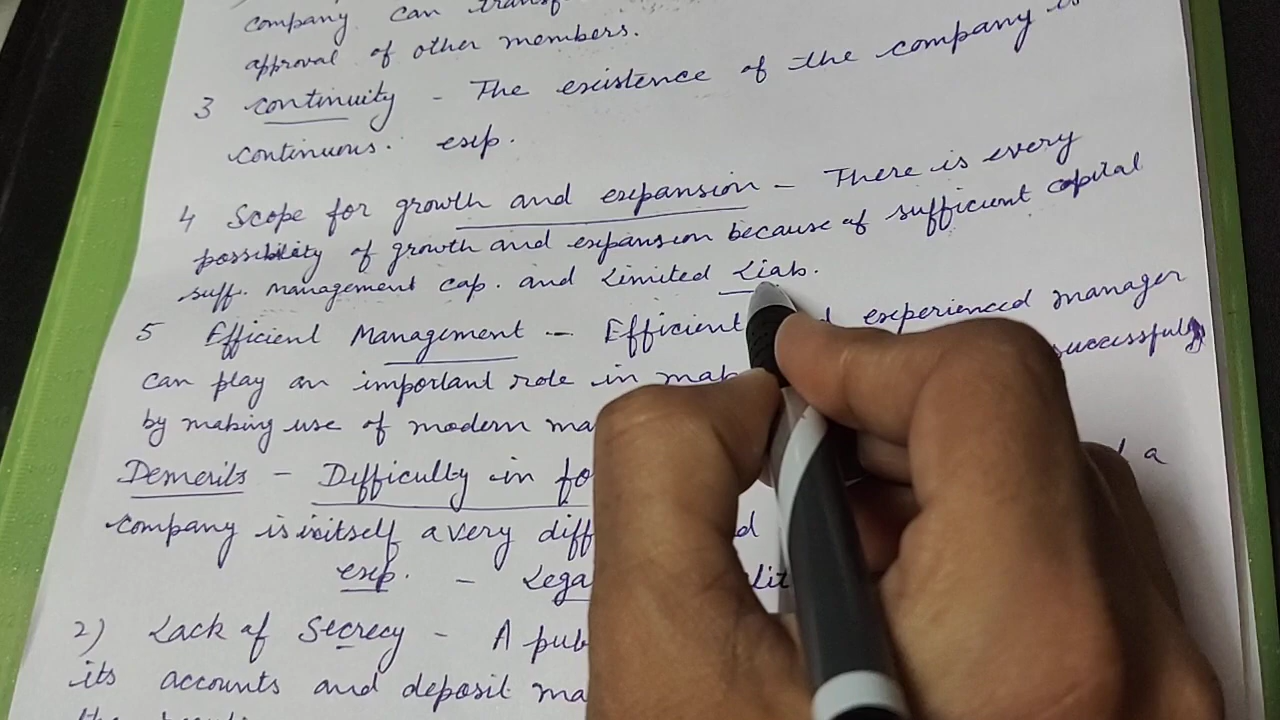 company can
approval of other members.
3 continuity - The existence of the company is
continuous. exp.
4 Scope for growth and expansion - There is every
possibility of growth and expansion because of sufficient capital
suff. management cap. and Limited Liab.
5 Efficient Management - Efficient experienced manager
can play an important role in successfully
by making use of modern
Demerits - Difficulty in a
company is initself a very
exp. -
2) Lack of Secrecy - A
its accounts and deposit